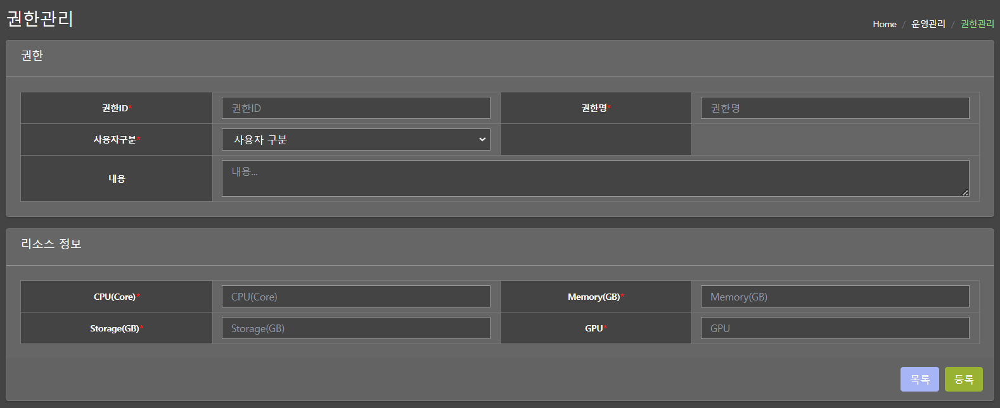 권한관리
Home / 운영관리 / 권한관리
권한
권한ID* 권한ID 권한명* 권한명
사용자구분* 사용자 구분
내용 내용...
리소스 정보
CPU(Core)* CPU(Core) Memory(GB)* Memory(GB)
Storage(GB)* Storage(GB) GPU* GPU
목록 등록